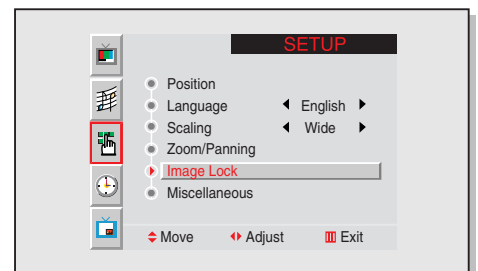 SETUP
Position
Language ◀ English ▶
Scaling ◀ Wide ▶
Zoom/Panning
Image Lock
Miscellaneous
Move Adjust Exit